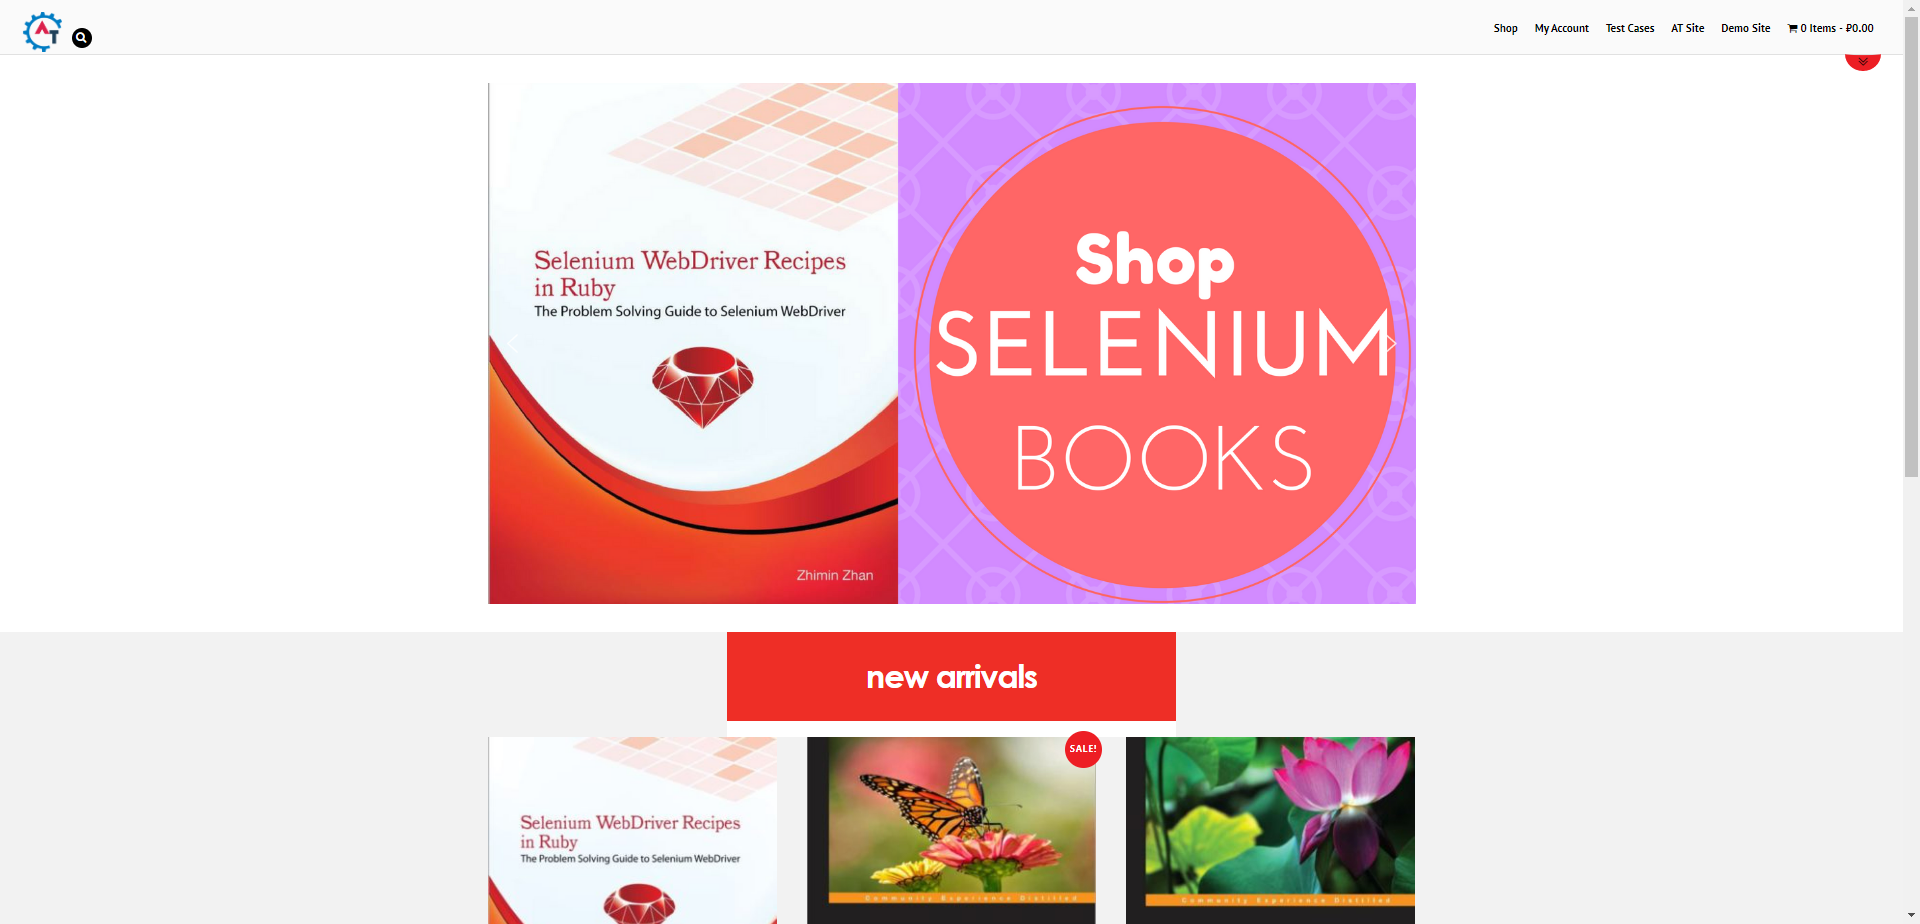 AT
Shop
My Account
Test Cases
AT Site
Demo Site
0 Items - ₽0.00
Selenium WebDriver Recipes
in Ruby
The Problem Solving Guide to Selenium WebDriver
Zhimin Zhan
Shop
SELENIUM
BOOKS
new arrivals
Selenium WebDriver Recipes
in Ruby
The Problem Solving Guide to Selenium WebDriver
SALE!
Community Experience Distilled
Community Experience Distilled